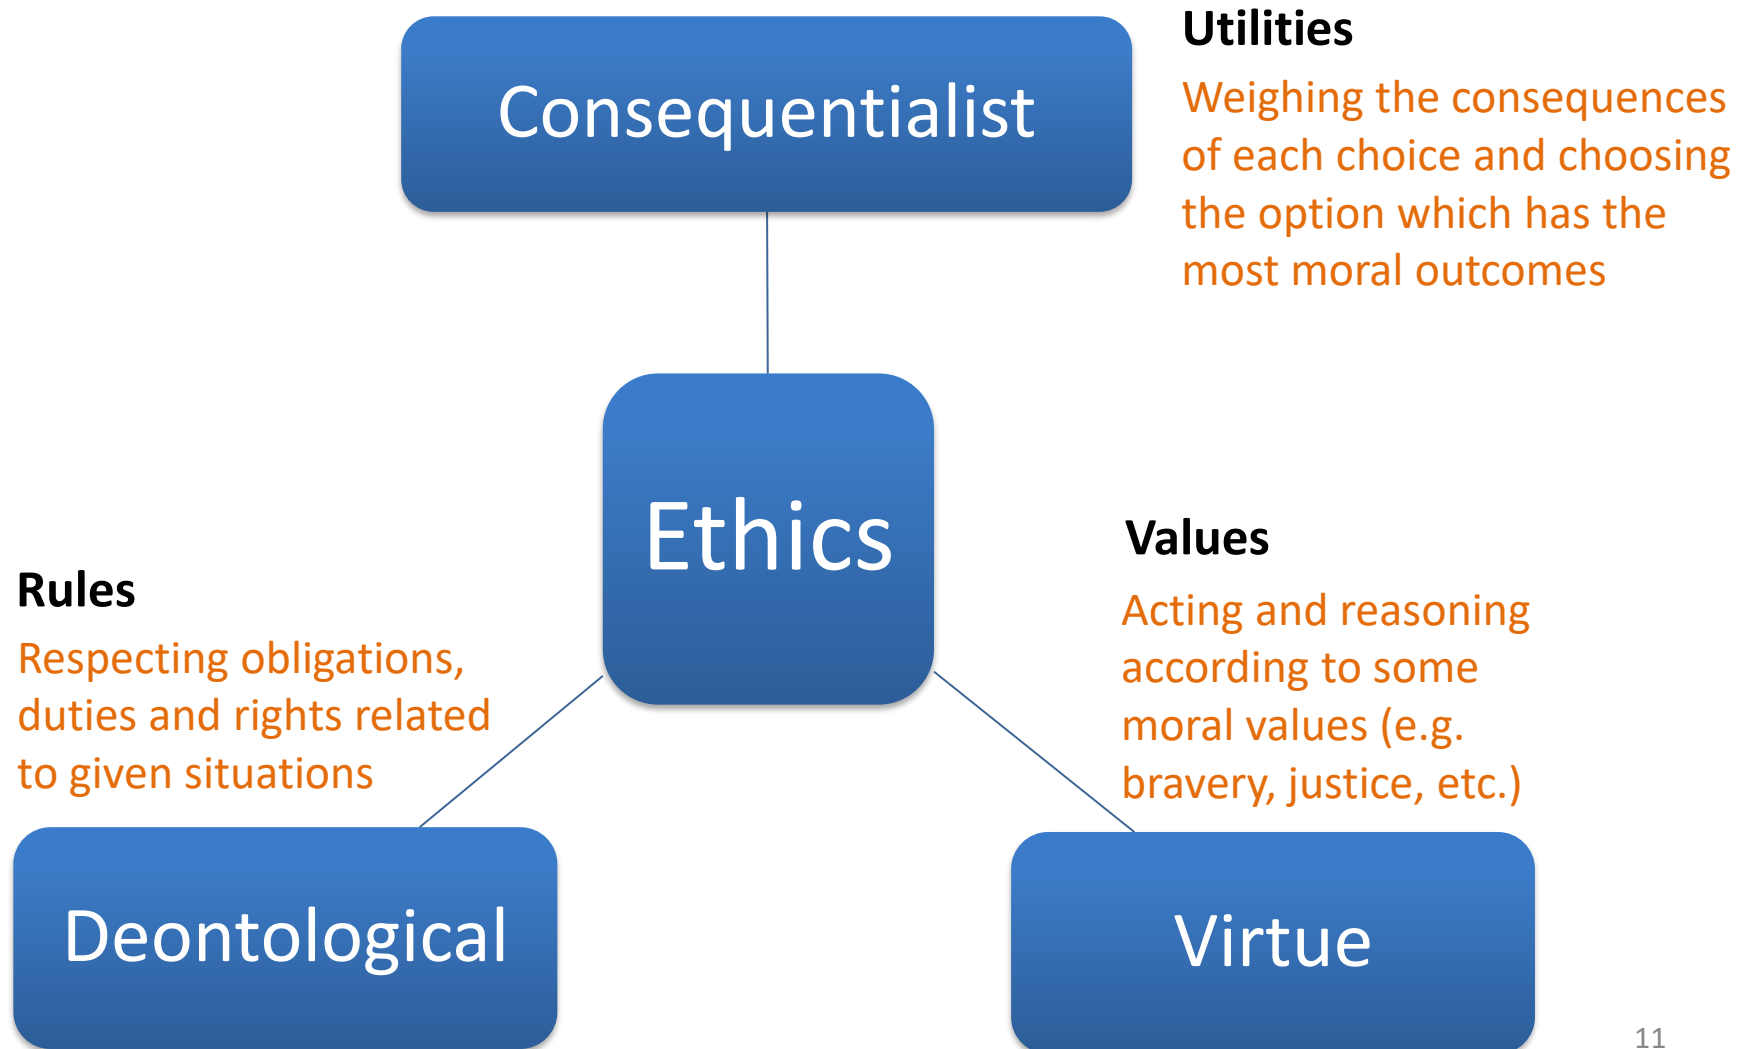 Consequentialist
Utilities
Weighing the consequences
of each choice and choosing
the option which has the
most moral outcomes
Ethics
Rules
Respecting obligations,
duties and rights related
to given situations
Deontological
Values
Acting and reasoning
according to some
moral values (e.g.
bravery, justice, etc.)
Virtue
11